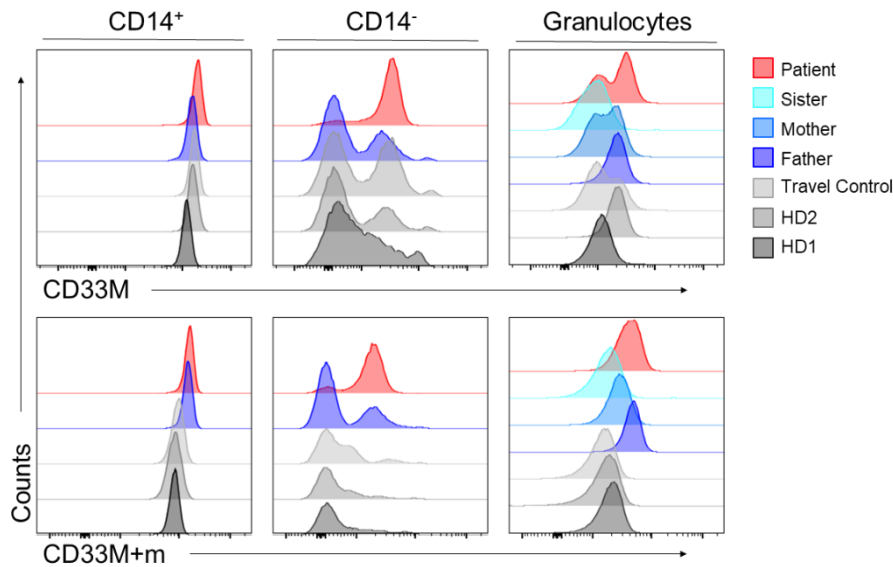 CD14⁺ CD14⁻ Granulocytes
Patient
Sister
Mother
Father
Travel Control
HD2
HD1
CD33M
Counts
CD33M+m